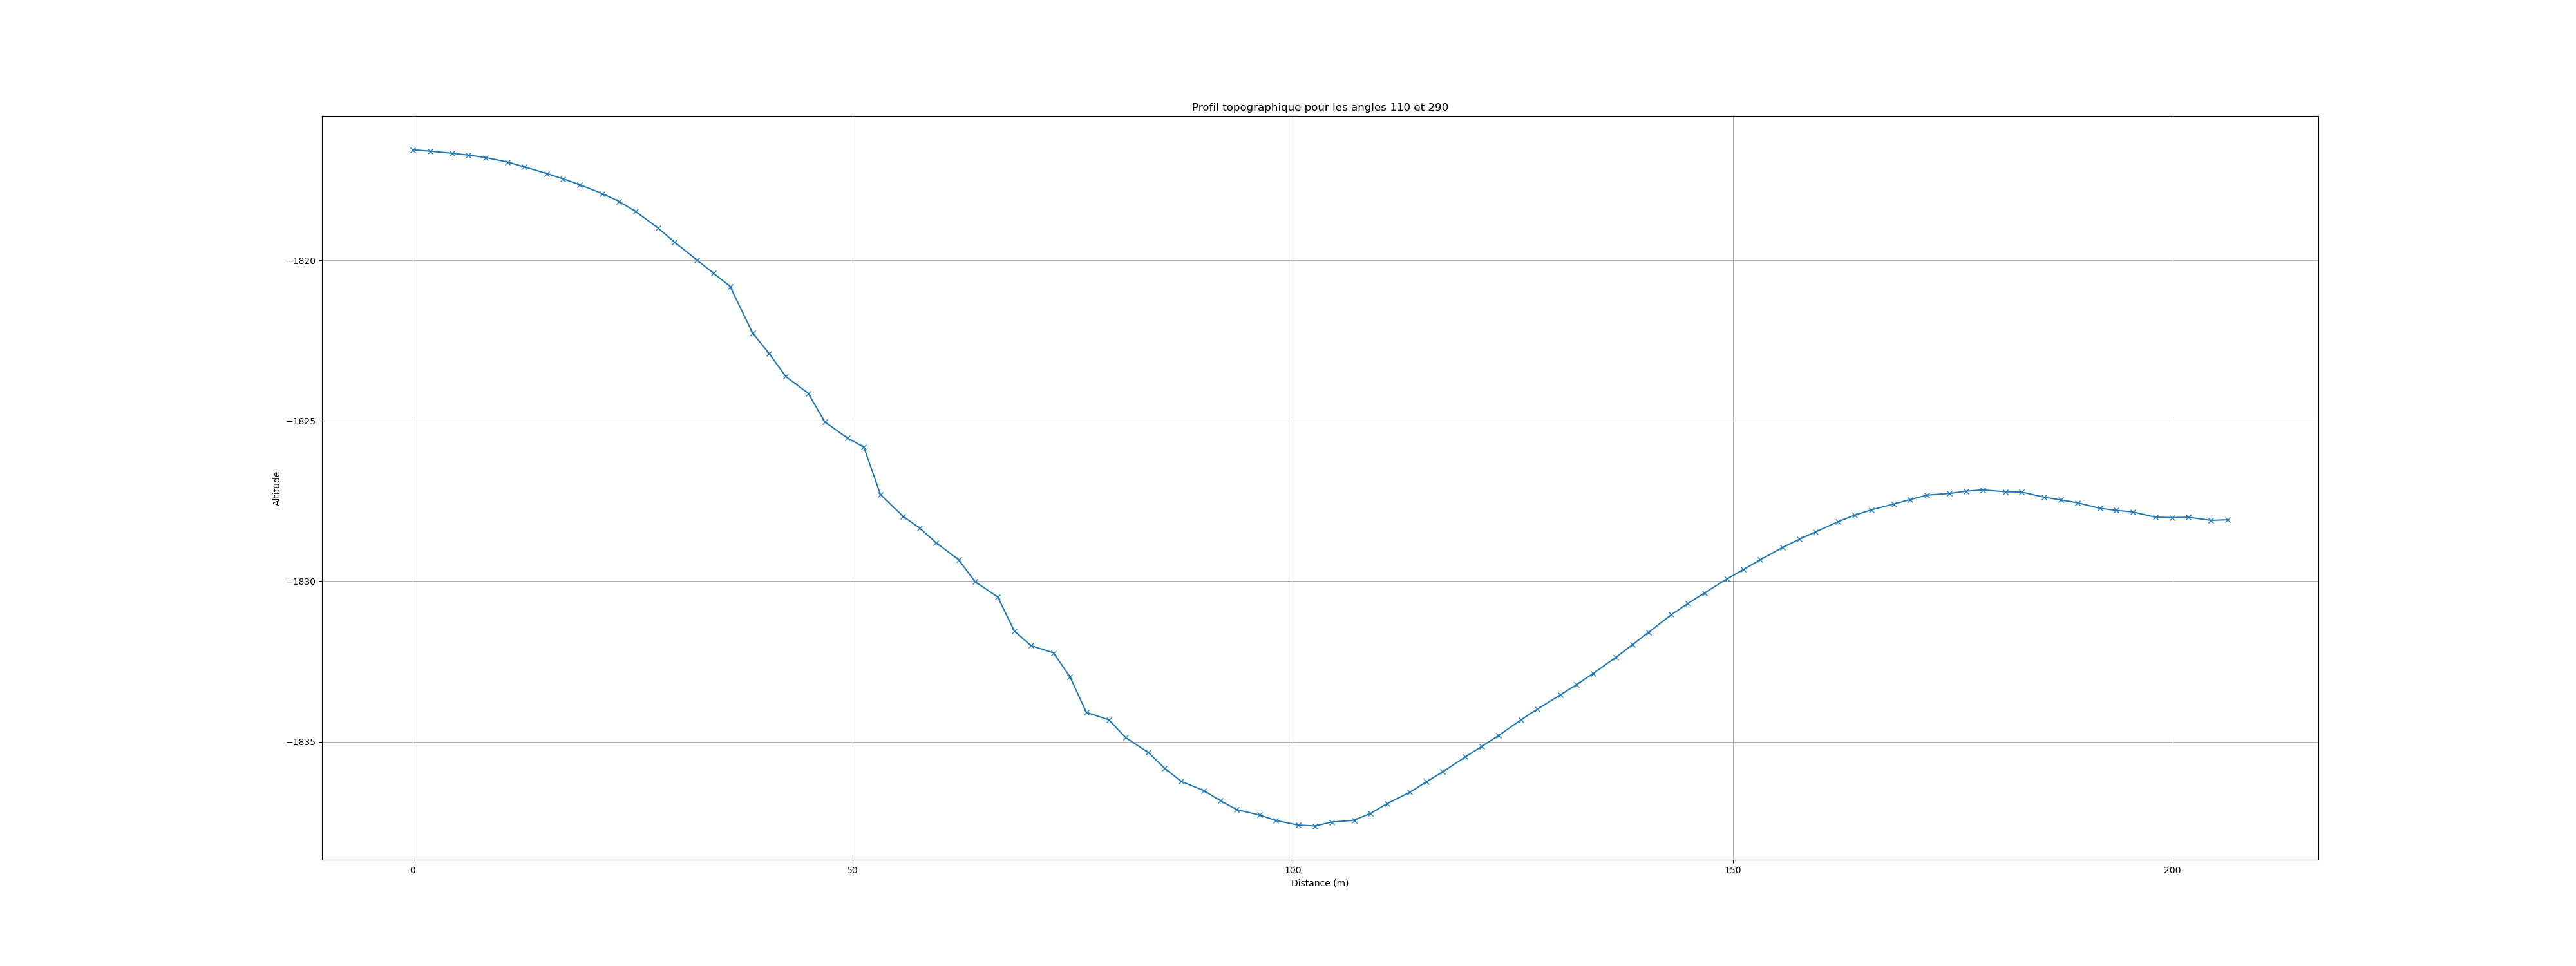 Profil topographique pour les angles 110 et 290
−1820
−1825
−1830
−1835
Altitude
0 50 100 150 200
Distance (m)